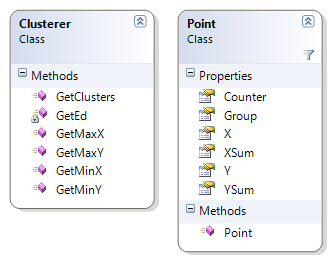 Clusterer
Class
Methods
GetClusters
GetEd
GetMaxX
GetMaxY
GetMinX
GetMinY
Point
Class
Properties
Counter
Group
X
XSum
Y
YSum
Methods
Point